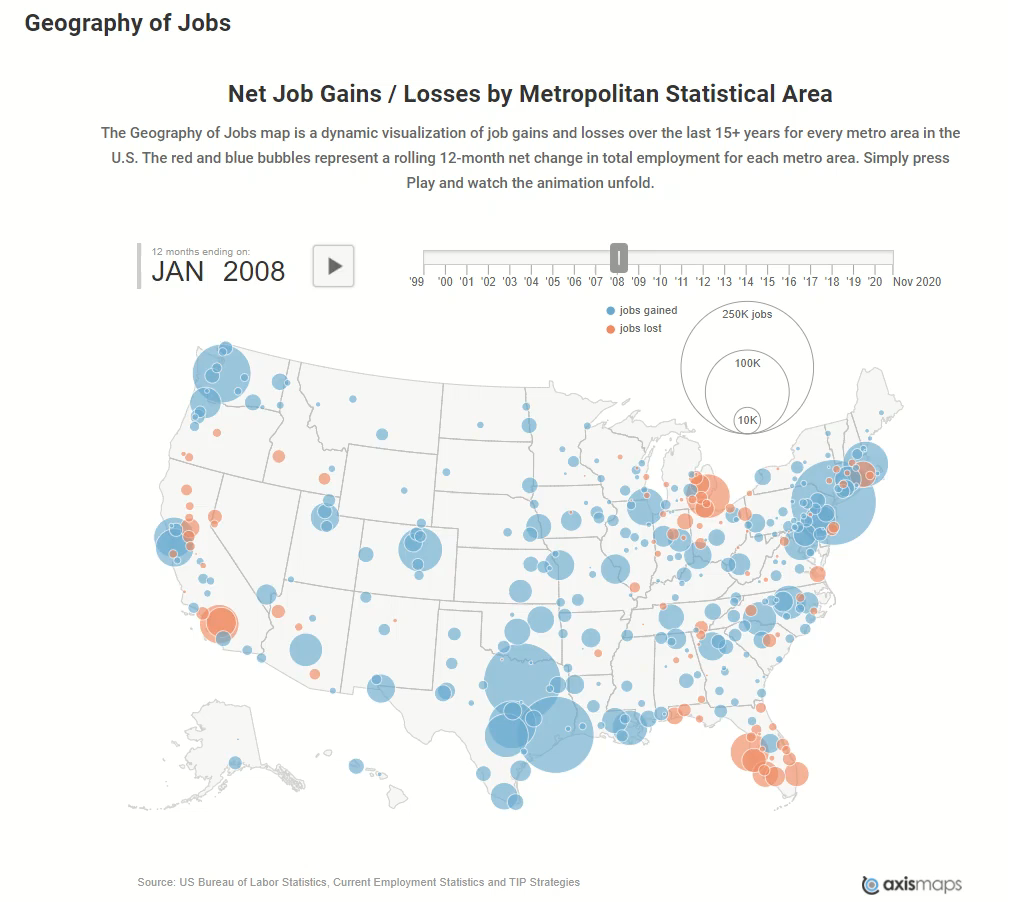 Geography of Jobs
Net Job Gains / Losses by Metropolitan Statistical Area
The Geography of Jobs map is a dynamic visualization of job gains and losses over the last 15+ years for every metro area in the
U.S. The red and blue bubbles represent a rolling 12-month net change in total employment for each metro area. Simply press
Play and watch the animation unfold.
12 months ending on:
JAN 2008
'99 '00 '01 '02 '03 '04 '05 '06 '07 '08 '09 '10 '11 '12 '13 '14 '15 '16 '17 '18 '19 '20 Nov 2020
jobs gained
jobs lost
250K jobs
100K
10K
Source: US Bureau of Labor Statistics, Current Employment Statistics and TIP Strategies
axismaps